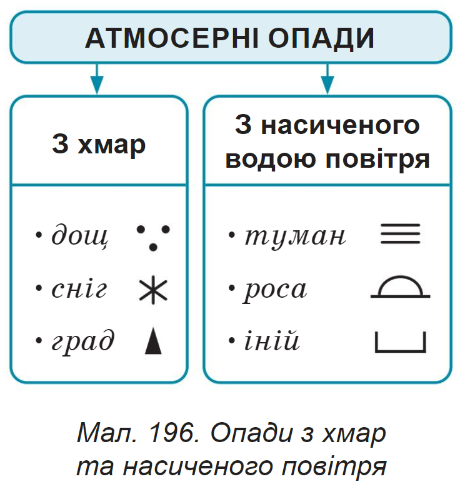 АТМОСЕРНІ ОПАДИ
З хмар
• дощ
• сніг
• град
З насиченого
водою повітря
• туман
• роса
• іній
Мал. 196. Опади з хмар
та насиченого повітря